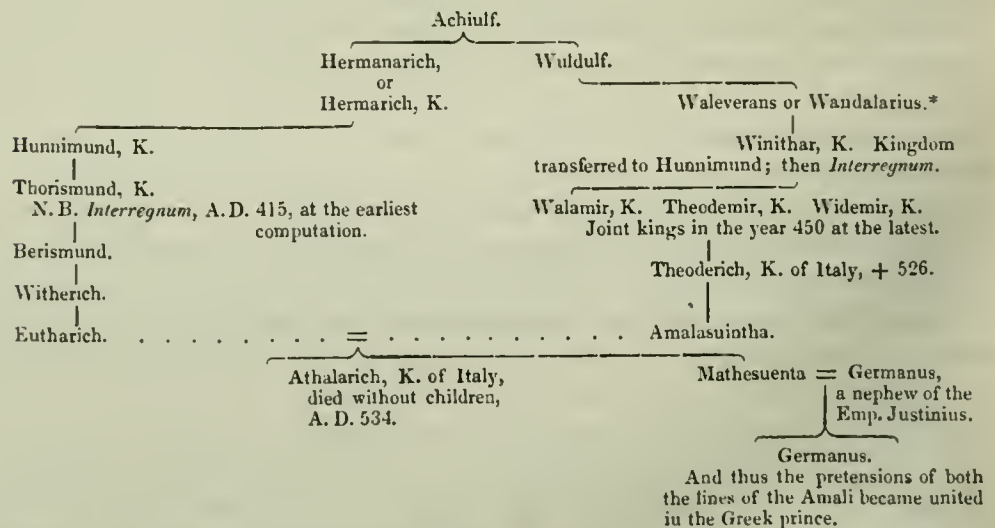 Achiulf.
Hermanarich, Wuldulf.
or
Hermarich, K. Waleverans or Wandalarius.*
Hunnimund, K. Winithar, K. Kingdom
transferred to Hunnimund; then Interregnum.
Thorismund, K.
N. B. Interregnum, A. D. 415, at the earliest
computation.
Walamir, K. Theodemir, K. Widemir, K.
Joint kings in the year 450 at the latest.
Berismund.
Theoderich, K. of Italy, + 526.
Witherich.
Eutharich. . . . . . . = . . . . . . . Amalasuintha.
Athalarich, K. of Italy,
died without children,
A. D. 534.
Mathesuenta = Germanus,
a nephew of the
Emp. Justinius.
Germanus.
And thus the pretensions of both
the lines of the Amali became united
in the Greek prince.